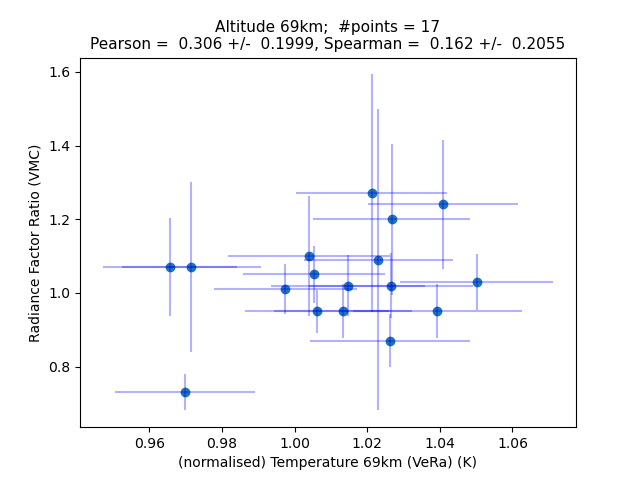 Altitude 69km;  #points = 17
Pearson =  0.306 +/-  0.1999, Spearman =  0.162 +/-  0.2055
1.6
1.4
1.2
1.0
0.8
Radiance Factor Ratio (VMC)
0.96 0.98 1.00 1.02 1.04 1.06
(normalised) Temperature 69km (VeRa) (K)